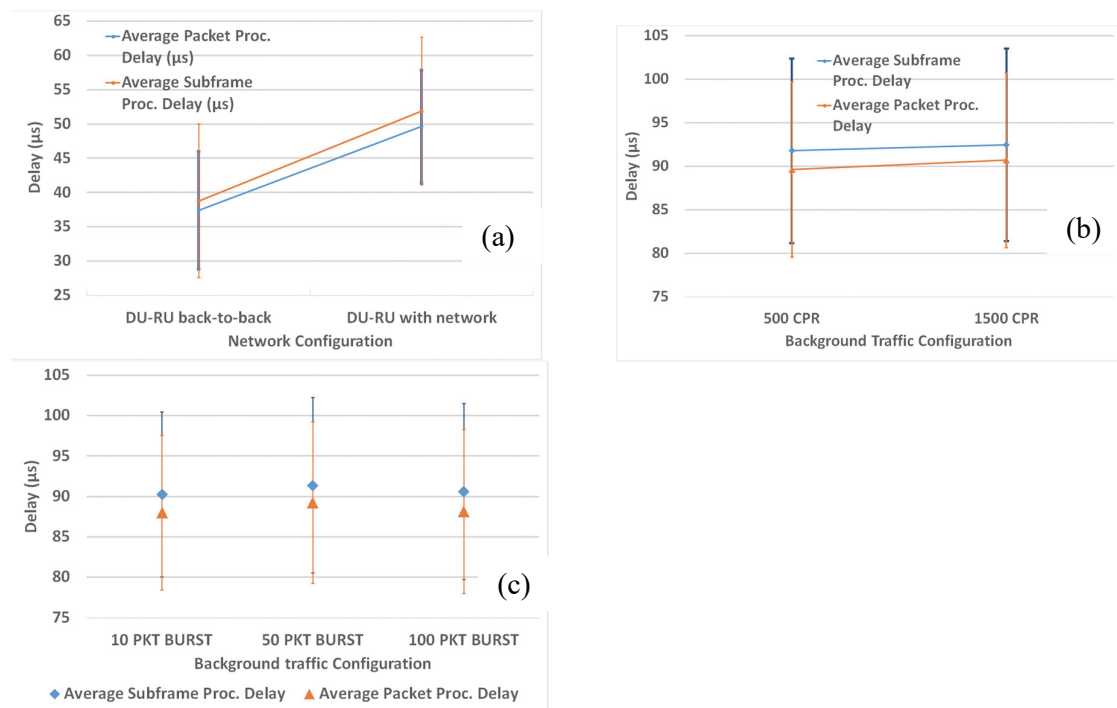 65
60
55
50
45
40
35
30
25
Delay (µs)
Average Packet Proc.
Delay (µs)
Average Subframe
Proc. Delay (µs)
(a)
DU-RU back-to-back
DU-RU with network
Network Configuration
105
100
95
90
85
80
75
Delay (µs)
Average Subframe
Proc. Delay
Average Packet Proc.
Delay
(b)
500 CPR
1500 CPR
Background Traffic Configuration
105
100
95
90
85
80
75
Delay (µs)
(c)
10 PKT BURST
50 PKT BURST
100 PKT BURST
Background traffic Configuration
Average Subframe Proc. Delay
Average Packet Proc. Delay